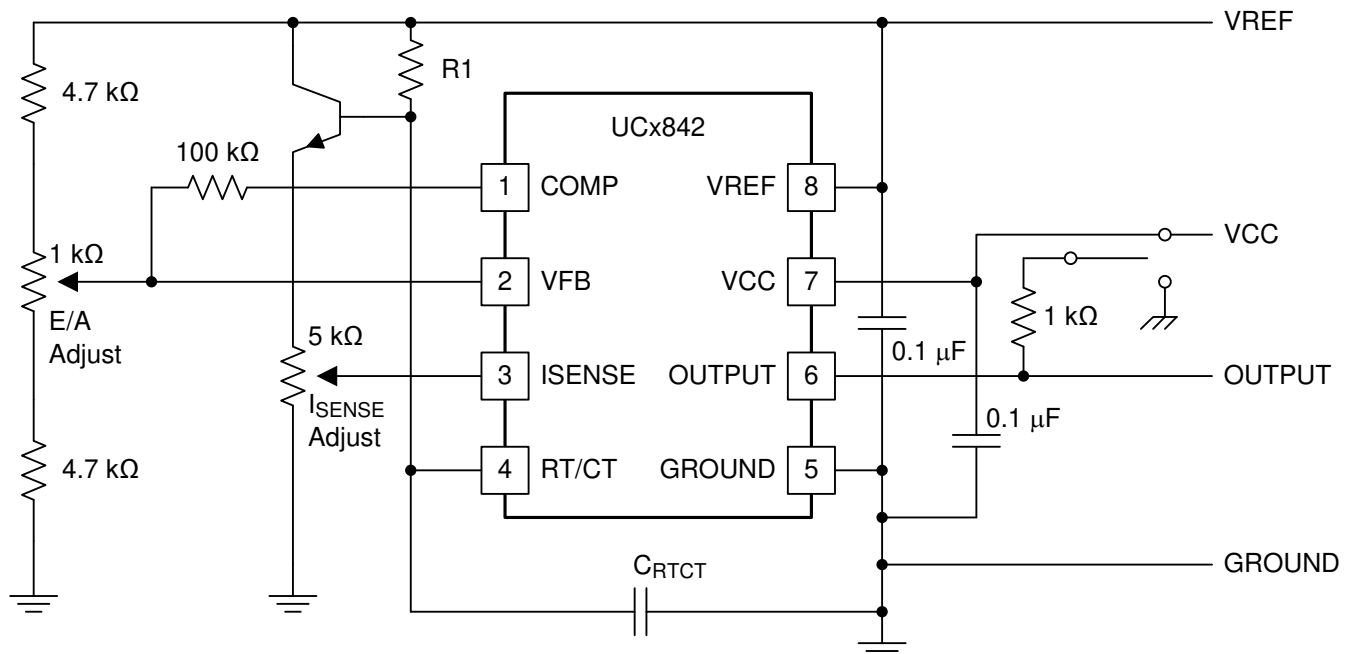 VREF
4.7 kΩ
R1
UCx842
100 kΩ
1 COMP
VREF 8
VCC
1 kΩ
E/A
Adjust
2 VFB
VCC 7
1 kΩ
0.1 μF
5 kΩ
ISENSE
Adjust
3 ISENSE
OUTPUT 6
OUTPUT
0.1 μF
4.7 kΩ
4 RT/CT
GROUND 5
GROUND
CRTCT